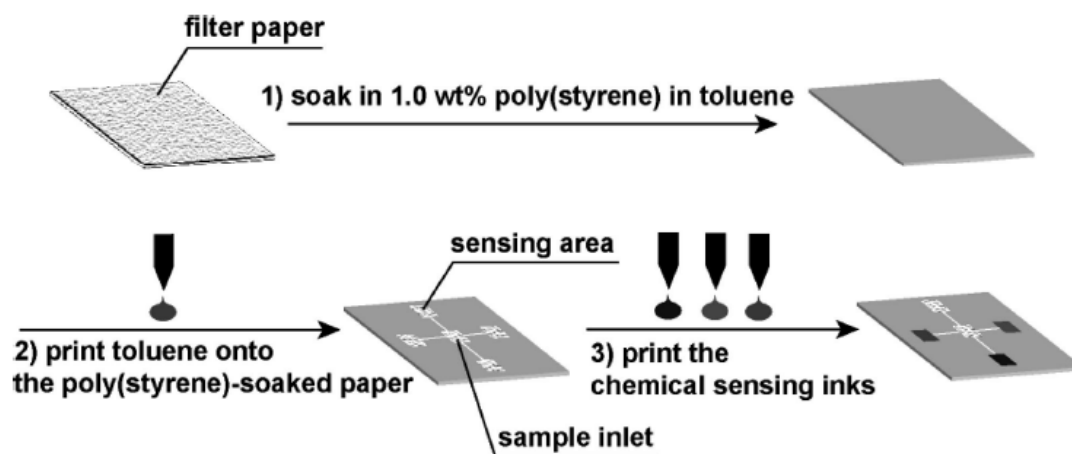 filter paper
1) soak in 1.0 wt% poly(styrene) in toluene
sensing area
2) print toluene onto
the poly(styrene)-soaked paper
3) print the
chemical sensing inks
sample inlet